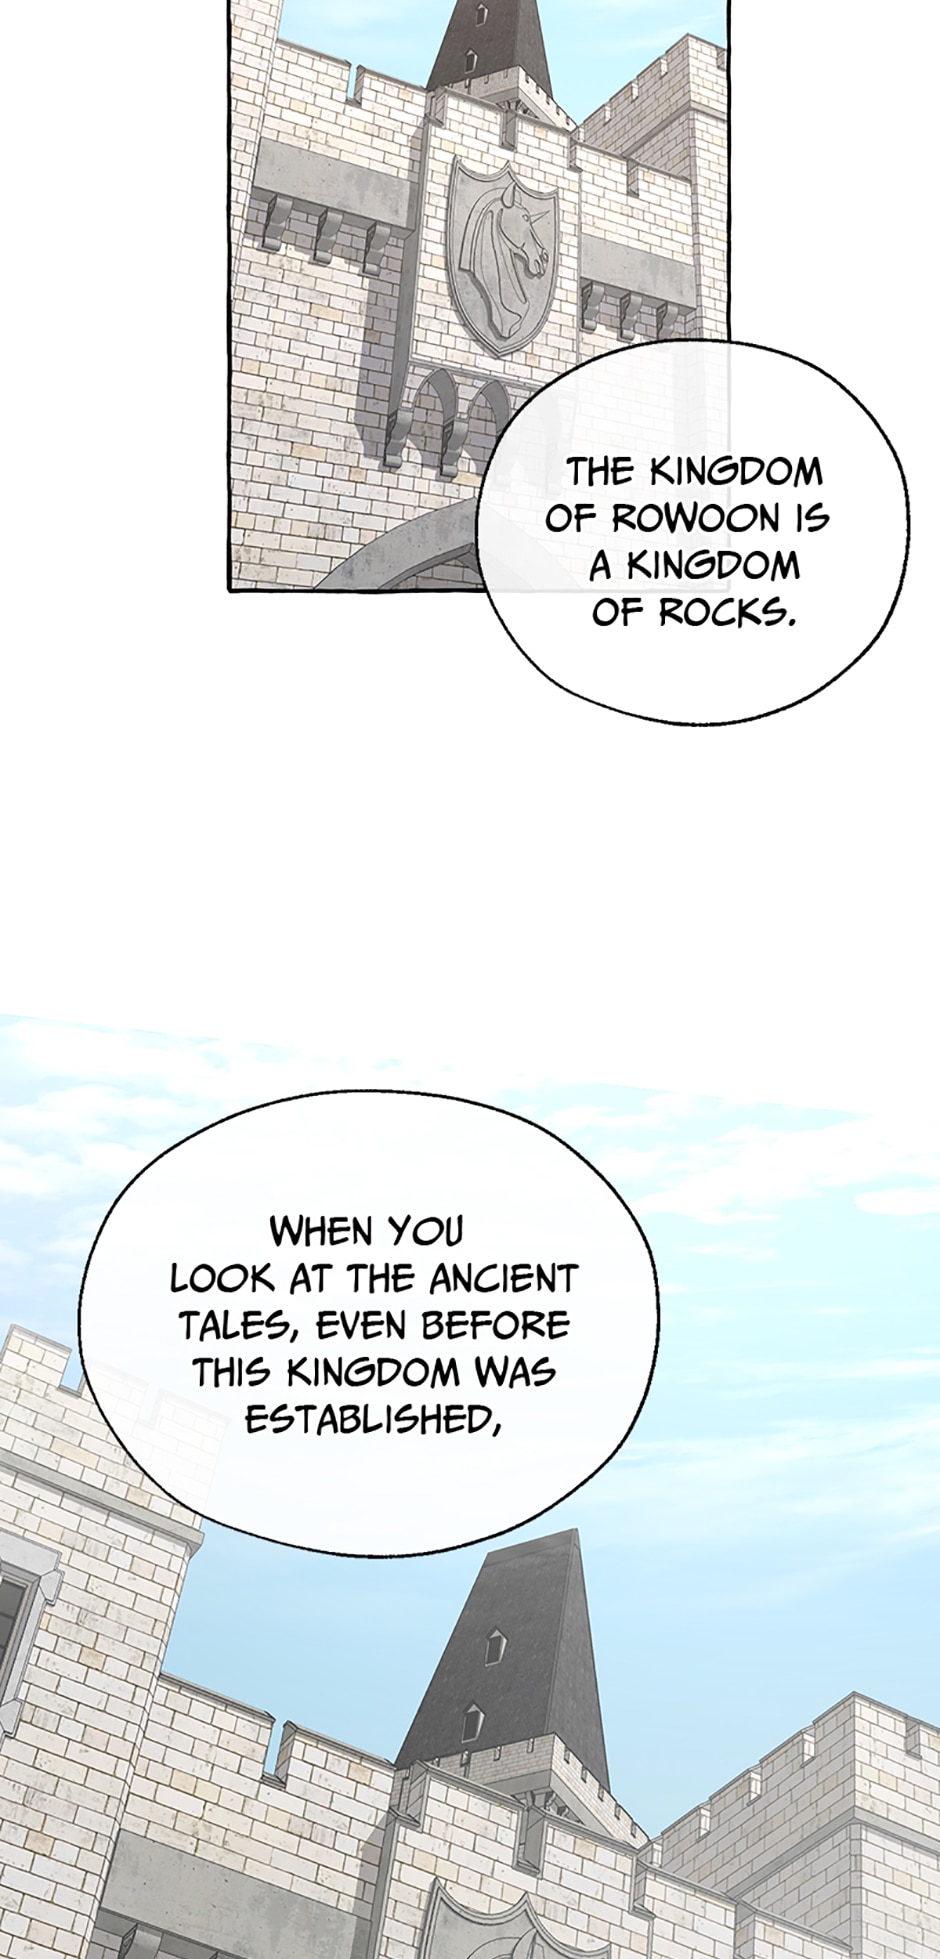 THE KINGDOM
OF ROWOON IS
A KINGDOM
OF ROCKS.
WHEN YOU
LOOK AT THE ANCIENT
TALES, EVEN BEFORE
THIS KINGDOM WAS
ESTABLISHED,